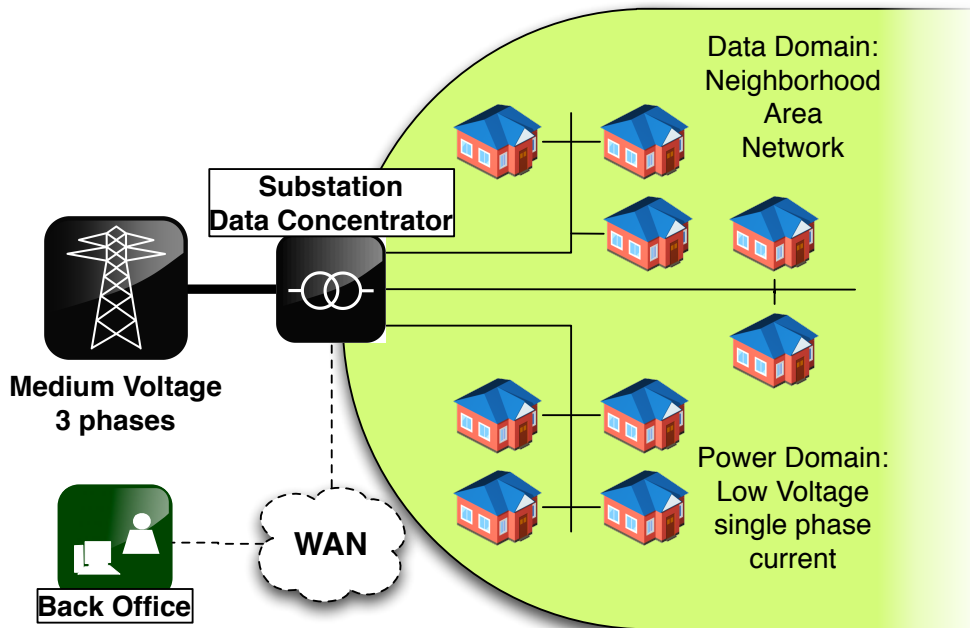 Data Domain:
Neighborhood
Area
Network
Substation
Data Concentrator
Medium Voltage
3 phases
Power Domain:
Low Voltage
single phase
current
WAN
Back Office